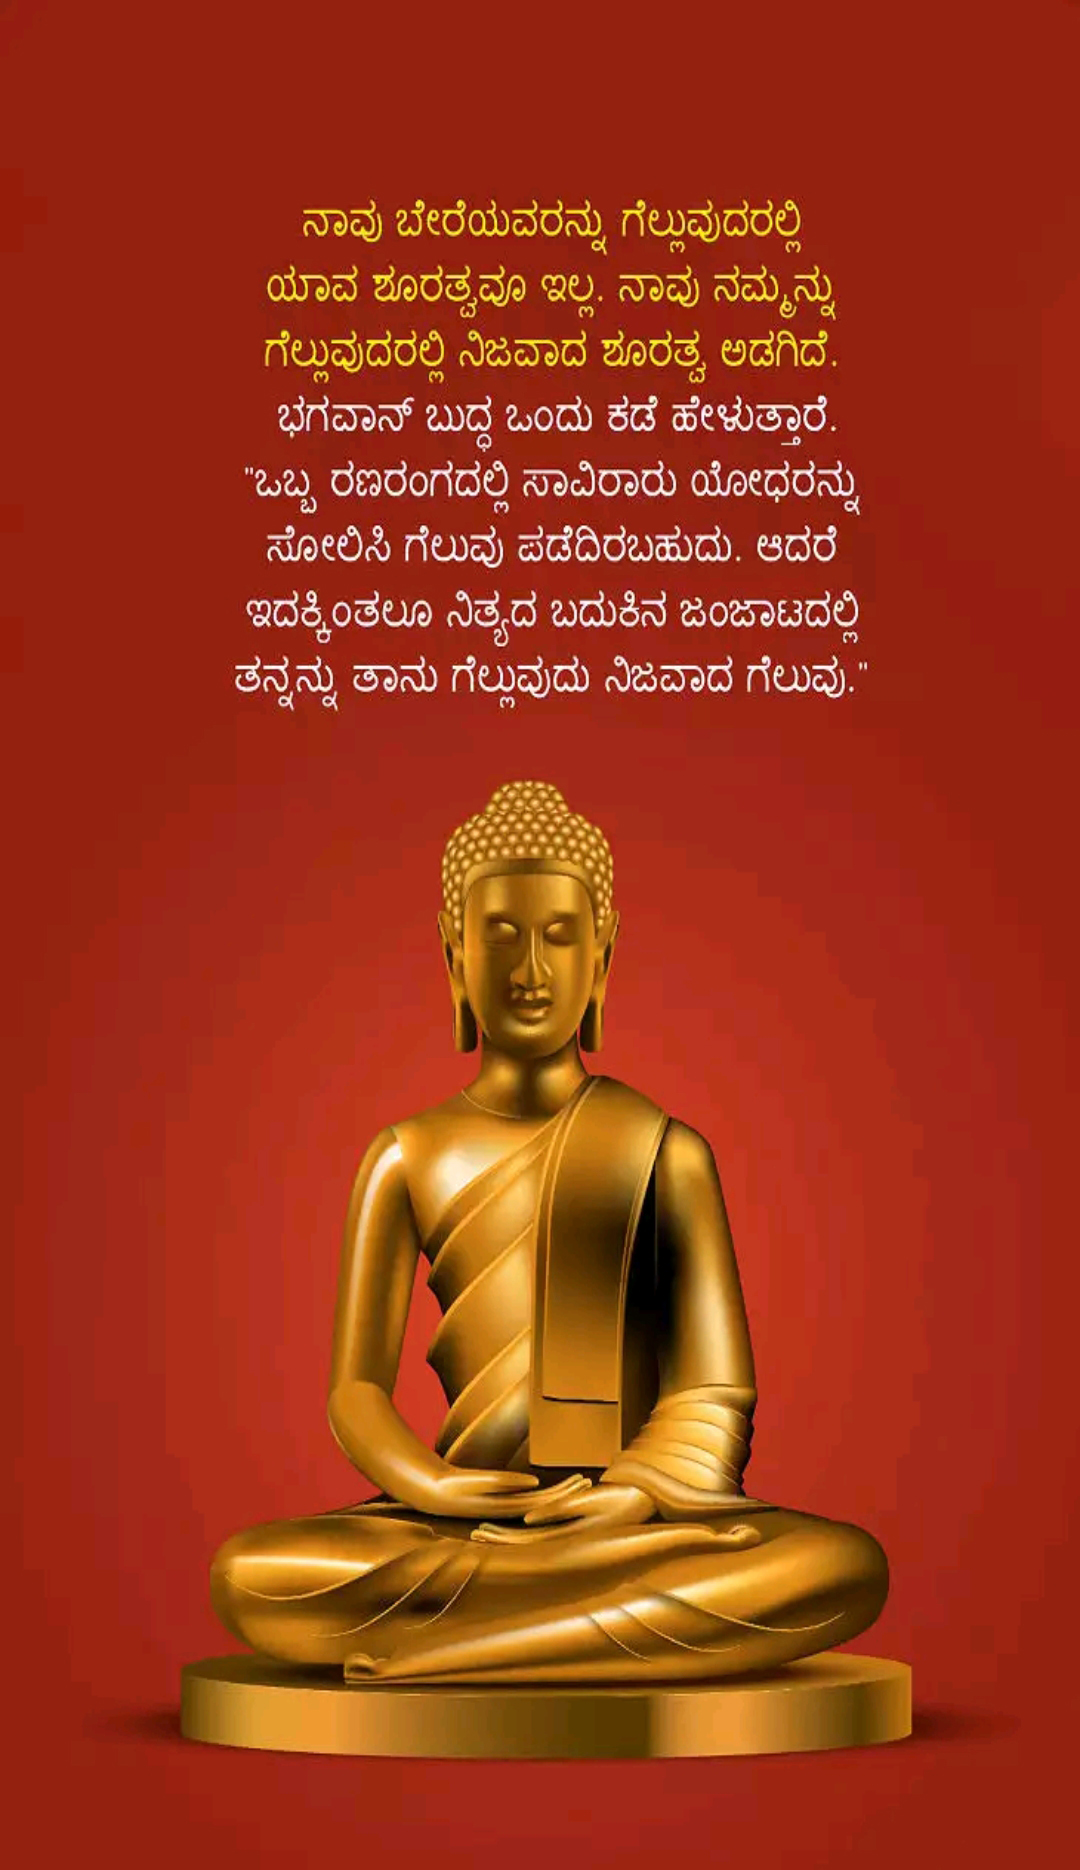 ನಾವು ಬೇರೆಯವರನ್ನು ಗೆಲ್ಲುವುದರಲ್ಲಿ
ಯಾವ ಶೂರತ್ವವೂ ಇಲ್ಲ. ನಾವು ನಮ್ಮನ್ನು
ಗೆಲ್ಲುವುದರಲ್ಲಿ ನಿಜವಾದ ಶೂರತ್ವ ಅಡಗಿದೆ.
ಭಗವಾನ್ ಬುದ್ಧ ಒಂದು ಕಡೆ ಹೇಳುತ್ತಾರೆ.
"ಒಬ್ಬ ರಣರಂಗದಲ್ಲಿ ಸಾವಿರಾರು ಯೋಧರನ್ನು
ಸೋಲಿಸಿ ಗೆಲುವು ಪಡೆದಿರಬಹುದು. ಆದರೆ
ಇದಕ್ಕಿಂತಲೂ ನಿತ್ಯದ ಬದುಕಿನ ಜಂಜಾಟದಲ್ಲಿ
ತನ್ನನ್ನು ತಾನು ಗೆಲ್ಲುವುದು ನಿಜವಾದ ಗೆಲುವು."